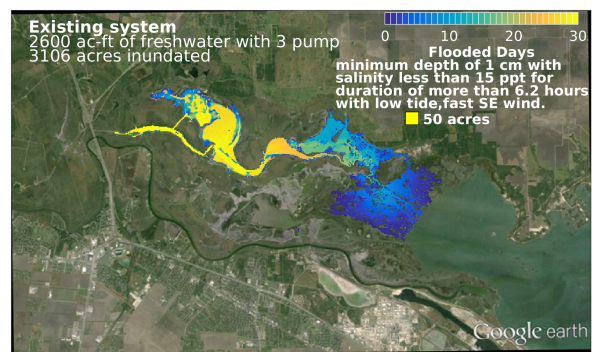 Existing system
2600 ac-ft of freshwater with 3 pump
3106 acres inundated
0 10 20 30
Flooded Days
minimum depth of 1 cm with
salinity less than 15 ppt for
duration of more than 6.2 hours
with low tide,fast SE wind.
50 acres
Google earth